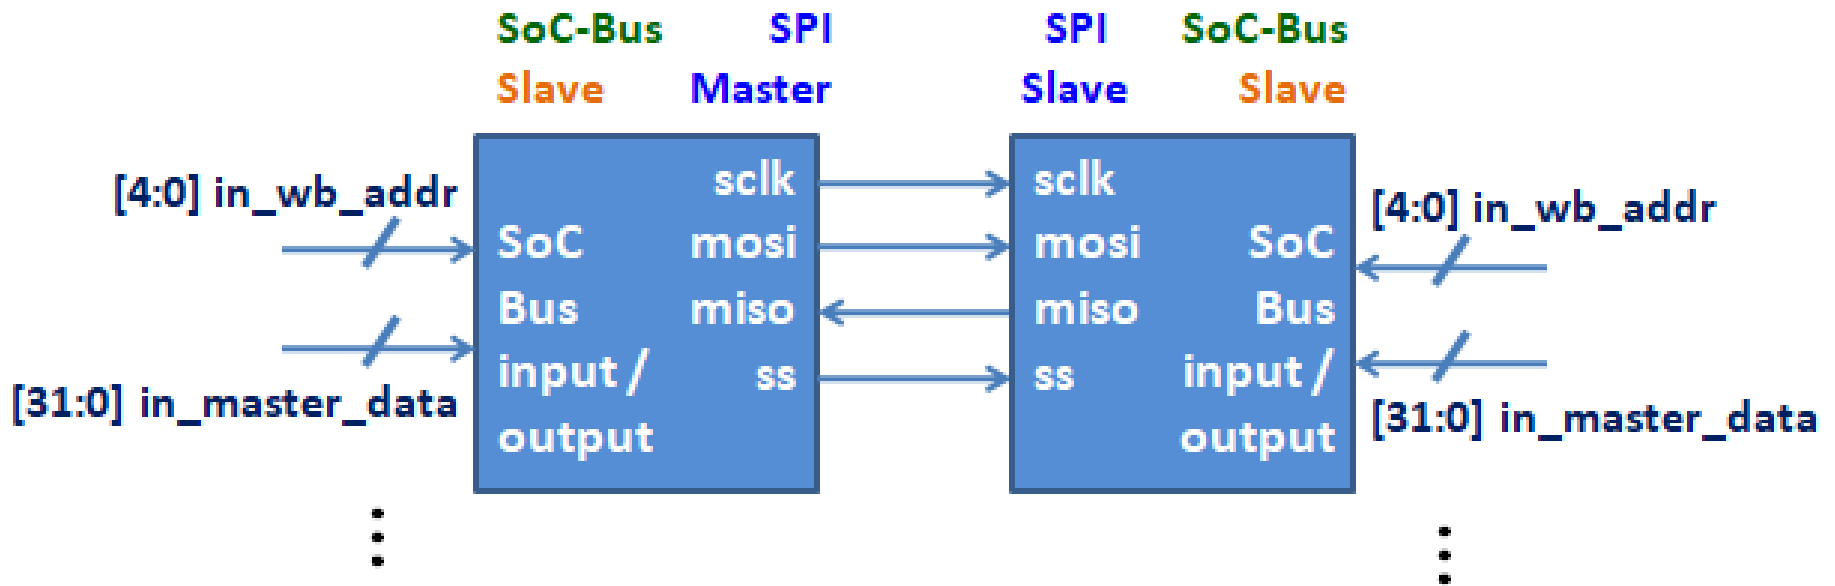 SoC-Bus SPI SPI SoC-Bus
Slave Master Slave Slave
[4:0] in_wb_addr
[31:0] in_master_data
SoC
Bus
input /
output
sclk
mosi
miso
ss
sclk
mosi
miso
ss
SoC
Bus
input /
output
[4:0] in_wb_addr
[31:0] in_master_data